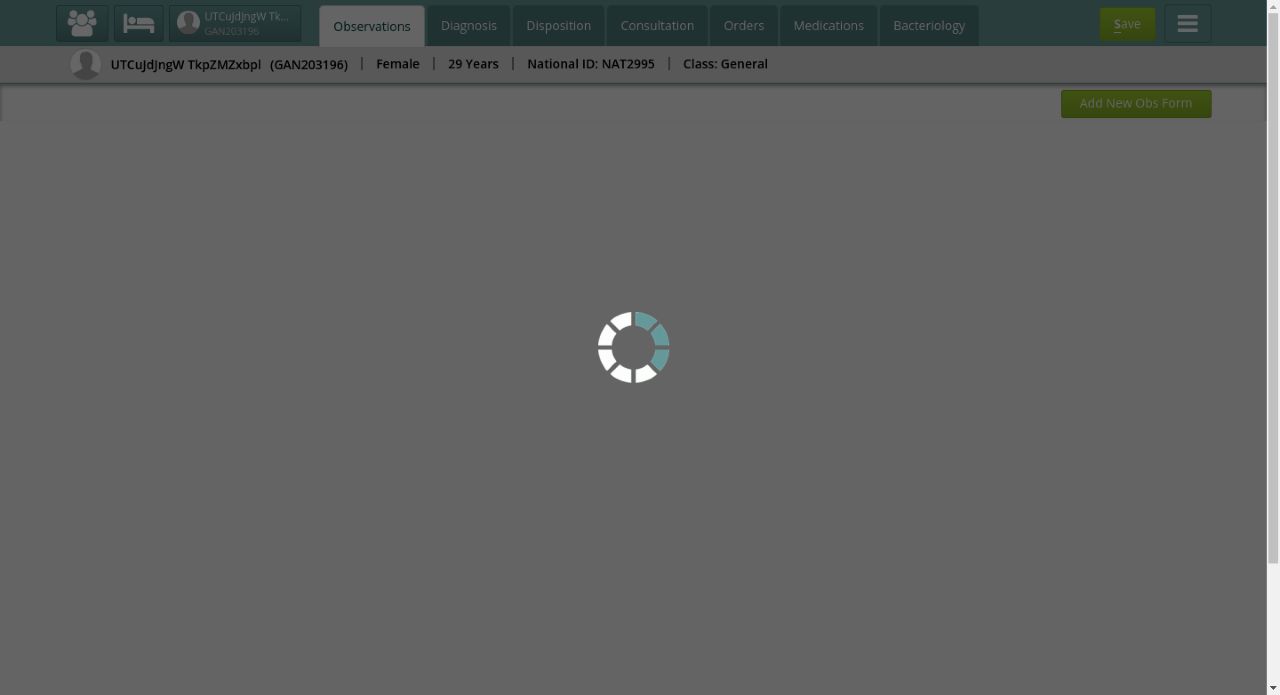 UTCuJdJngW Tk...
GAN203196
Observations
Diagnosis
Disposition
Consultation
Orders
Medications
Bacteriology
Save
UTCuJdJngW TkpZMZxbpl (GAN203196) | Female | 29 Years | National ID: NAT2995 | Class: General
Add New Obs Form